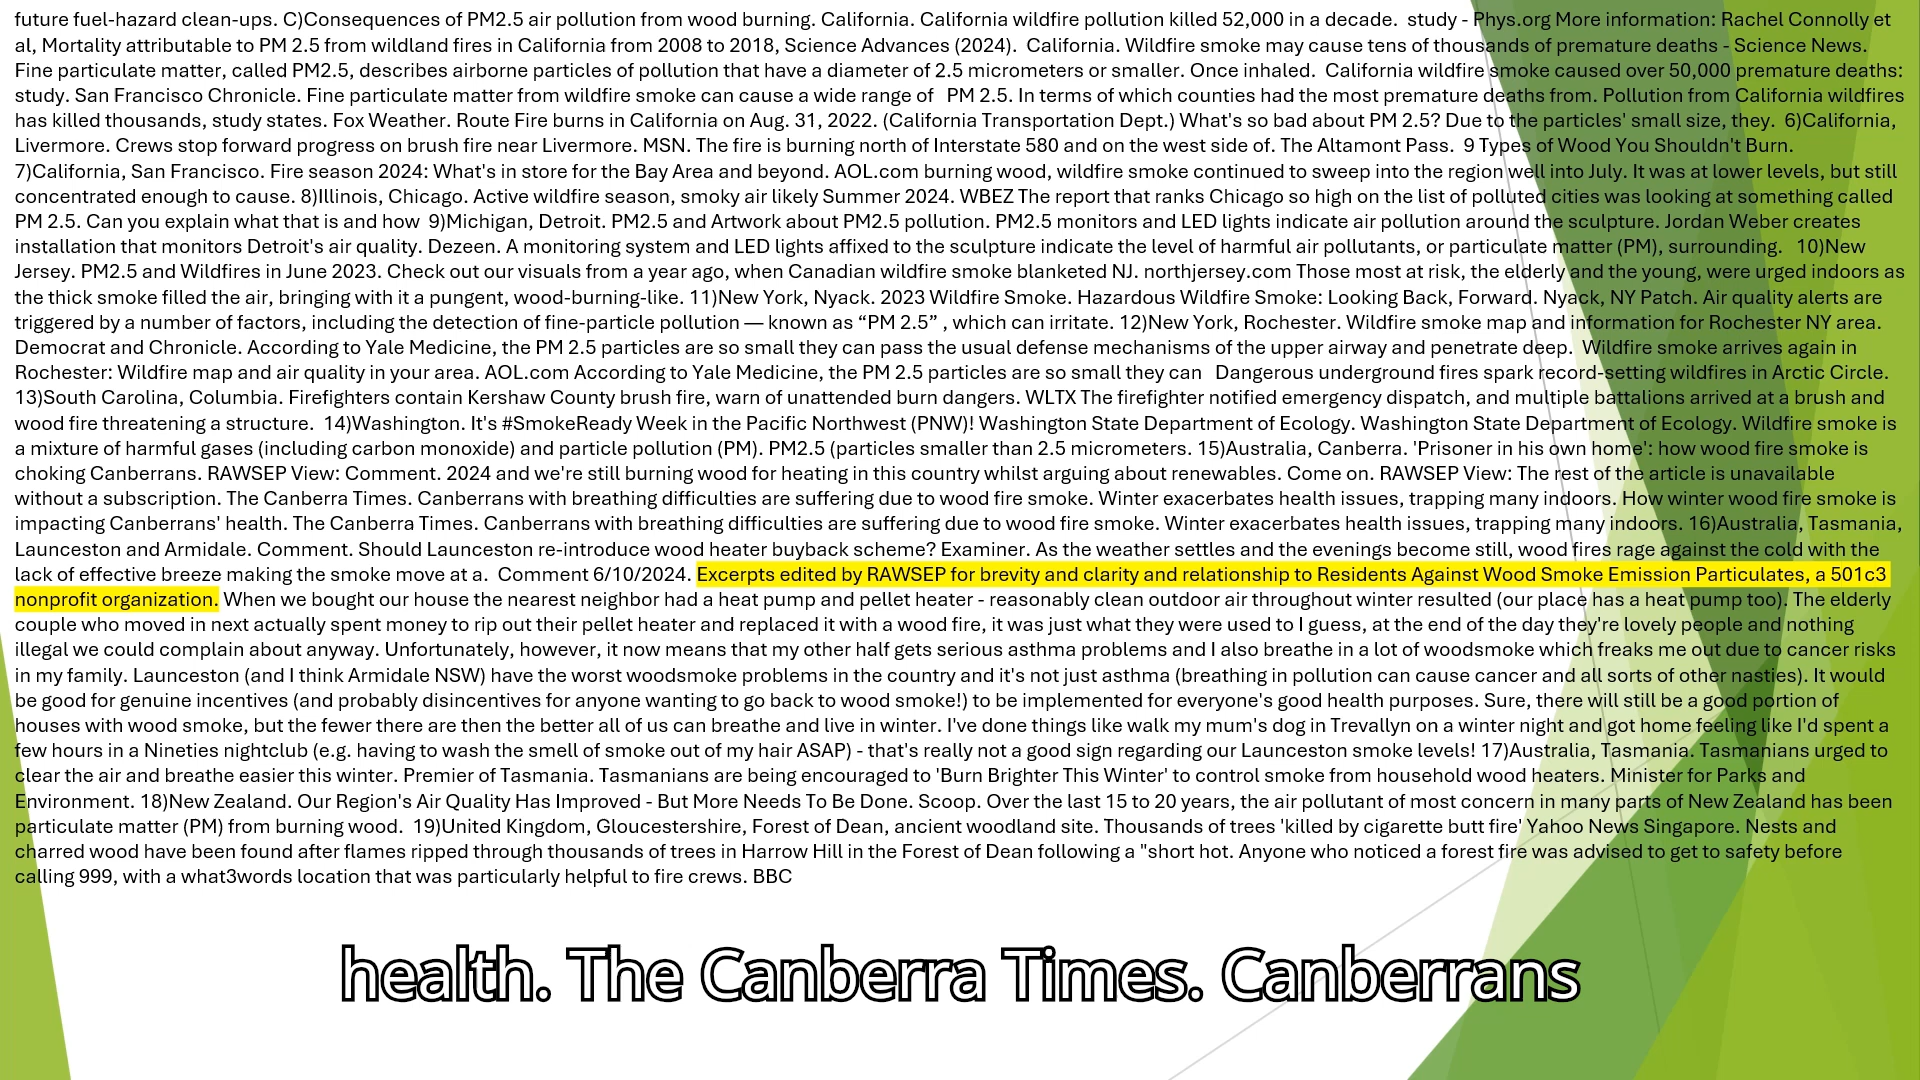 future fuel-hazard clean-ups. C)Consequences of PM2.5 air pollution from wood burning. California. California wildfire pollution killed 52,000 in a decade.  study - Phys.org More information: Rachel Connolly et
al, Mortality attributable to PM 2.5 from wildland fires in California from 2008 to 2018, Science Advances (2024).  California. Wildfire smoke may cause tens of thousands of premature deaths - Science News.
Fine particulate matter, called PM2.5, describes airborne particles of pollution that have a diameter of 2.5 micrometers or smaller. Once inhaled.  California wildfire smoke caused over 50,000 premature deaths:
study. San Francisco Chronicle. Fine particulate matter from wildfire smoke can cause a wide range of   PM 2.5. In terms of which counties had the most premature deaths from. Pollution from California wildfires
has killed thousands, study states. Fox Weather. Route Fire burns in California on Aug. 31, 2022. (California Transportation Dept.) What's so bad about PM 2.5? Due to the particles' small size, they.  6)California,
Livermore. Crews stop forward progress on brush fire near Livermore. MSN. The fire is burning north of Interstate 580 and on the west side of. The Altamont Pass.  9 Types of Wood You Shouldn't Burn.
7)California, San Francisco. Fire season 2024: What's in store for the Bay Area and beyond. AOL.com burning wood, wildfire smoke continued to sweep into the region well into July. It was at lower levels, but still
concentrated enough to cause. 8)Illinois, Chicago. Active wildfire season, smoky air likely Summer 2024. WBEZ The report that ranks Chicago so high on the list of polluted cities was looking at something called
PM 2.5. Can you explain what that is and how  9)Michigan, Detroit. PM2.5 and Artwork about PM2.5 pollution. PM2.5 monitors and LED lights indicate air pollution around the sculpture. Jordan Weber creates
installation that monitors Detroit's air quality. Dezeen. A monitoring system and LED lights affixed to the sculpture indicate the level of harmful air pollutants, or particulate matter (PM), surrounding.   10)New
Jersey. PM2.5 and Wildfires in June 2023. Check out our visuals from a year ago, when Canadian wildfire smoke blanketed NJ. northjersey.com Those most at risk, the elderly and the young, were urged indoors as
the thick smoke filled the air, bringing with it a pungent, wood-burning-like. 11)New York, Nyack. 2023 Wildfire Smoke. Hazardous Wildfire Smoke: Looking Back, Forward. Nyack, NY Patch. Air quality alerts are
triggered by a number of factors, including the detection of fine-particle pollution — known as “PM 2.5” , which can irritate. 12)New York, Rochester. Wildfire smoke map and information for Rochester NY area.
Democrat and Chronicle. According to Yale Medicine, the PM 2.5 particles are so small they can pass the usual defense mechanisms of the upper airway and penetrate deep.  Wildfire smoke arrives again in
Rochester: Wildfire map and air quality in your area. AOL.com According to Yale Medicine, the PM 2.5 particles are so small they can   Dangerous underground fires spark record-setting wildfires in Arctic Circle.
13)South Carolina, Columbia. Firefighters contain Kershaw County brush fire, warn of unattended burn dangers. WLTX The firefighter notified emergency dispatch, and multiple battalions arrived at a brush and
wood fire threatening a structure.  14)Washington. It's #SmokeReady Week in the Pacific Northwest (PNW)! Washington State Department of Ecology. Washington State Department of Ecology. Wildfire smoke is
a mixture of harmful gases (including carbon monoxide) and particle pollution (PM). PM2.5 (particles smaller than 2.5 micrometers. 15)Australia, Canberra. 'Prisoner in his own home': how wood fire smoke is
choking Canberrans. RAWSEP View: Comment. 2024 and we're still burning wood for heating in this country whilst arguing about renewables. Come on. RAWSEP View: The rest of the article is unavailable
without a subscription. The Canberra Times. Canberrans with breathing difficulties are suffering due to wood fire smoke. Winter exacerbates health issues, trapping many indoors. How winter wood fire smoke is
impacting Canberrans' health. The Canberra Times. Canberrans with breathing difficulties are suffering due to wood fire smoke. Winter exacerbates health issues, trapping many indoors. 16)Australia, Tasmania,
Launceston and Armidale. Comment. Should Launceston re-introduce wood heater buyback scheme? Examiner. As the weather settles and the evenings become still, wood fires rage against the cold with the
lack of effective breeze making the smoke move at a.  Comment 6/10/2024. Excerpts edited by RAWSEP for brevity and clarity and relationship to Residents Against Wood Smoke Emission Particulates, a 501c3
nonprofit organization. When we bought our house the nearest neighbor had a heat pump and pellet heater - reasonably clean outdoor air throughout winter resulted (our place has a heat pump too). The elderly
couple who moved in next actually spent money to rip out their pellet heater and replaced it with a wood fire, it was just what they were used to I guess, at the end of the day they're lovely people and nothing
illegal we could complain about anyway. Unfortunately, however, it now means that my other half gets serious asthma problems and I also breathe in a lot of woodsmoke which freaks me out due to cancer risks
in my family. Launceston (and I think Armidale NSW) have the worst woodsmoke problems in the country and it's not just asthma (breathing in pollution can cause cancer and all sorts of other nasties). It would
be good for genuine incentives (and probably disincentives for anyone wanting to go back to wood smoke!) to be implemented for everyone's good health purposes. Sure, there will still be a good portion of
houses with wood smoke, but the fewer there are then the better all of us can breathe and live in winter. I've done things like walk my mum's dog in Trevallyn on a winter night and got home feeling like I'd spent a
few hours in a Nineties nightclub (e.g. having to wash the smell of smoke out of my hair ASAP) - that's really not a good sign regarding our Launceston smoke levels! 17)Australia, Tasmania. Tasmanians urged to
clear the air and breathe easier this winter. Premier of Tasmania. Tasmanians are being encouraged to 'Burn Brighter This Winter' to control smoke from household wood heaters. Minister for Parks and
Environment. 18)New Zealand. Our Region's Air Quality Has Improved - But More Needs To Be Done. Scoop. Over the last 15 to 20 years, the air pollutant of most concern in many parts of New Zealand has been
particulate matter (PM) from burning wood.  19)United Kingdom, Gloucestershire, Forest of Dean, ancient woodland site. Thousands of trees 'killed by cigarette butt fire' Yahoo News Singapore. Nests and
charred wood have been found after flames ripped through thousands of trees in Harrow Hill in the Forest of Dean following a "short hot. Anyone who noticed a forest fire was advised to get to safety before
calling 999, with a what3words location that was particularly helpful to fire crews. BBC
health. The Canberra Times. Canberrans